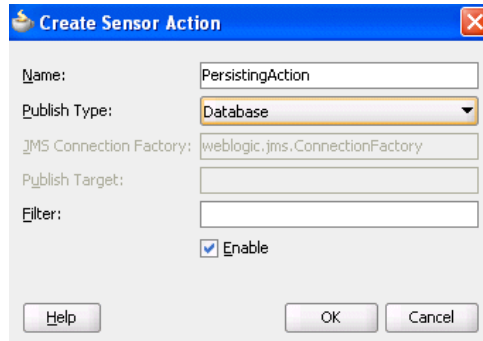 Create Sensor Action
Name: PersistingAction
Publish Type: Database
JMS Connection Factory: weblogic.jms.ConnectionFactory
Publish Target:
Filter:
Enable
Help OK Cancel